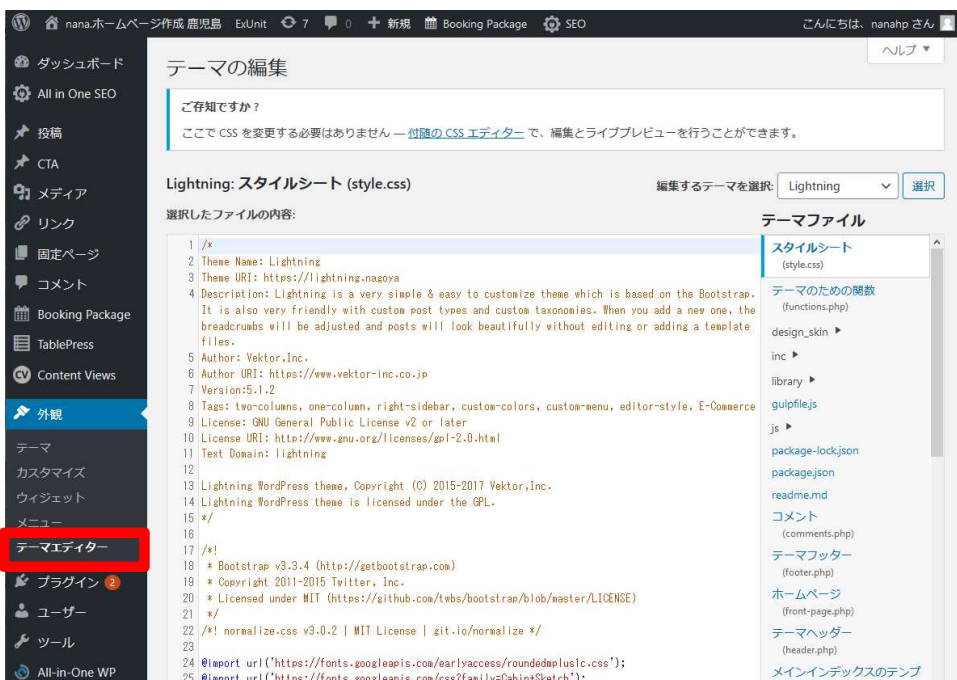 nana.ホームページ作成 鹿児島 ExUnit 7 0 新規 Booking Package SEO こんにちは、nanahp さん
ヘルプ ▼
ダッシュボード
All in One SEO
投稿
CTA
メディア
リンク
固定ページ
コメント
Booking Package
TablePress
Content Views
外観
テーマ
カスタマイズ
ウィジェット
メニュー
テーマエディター
プラグイン 2
ユーザー
ツール
All-in-One WP
テーマの編集
ご存知ですか ?
ここで CSS を変更する必要はありません — 付随の CSS エディター で、編集とライブプレビューを行うことができます。
Lightning: スタイルシート (style.css)
編集するテーマを選択: Lightning 選択
選択したファイルの内容:
1 /*
2 Theme Name: Lightning
3 Theme URI: https://lightning.nagoya
4 Description: Lightning is a very simple & easy to customize theme which is based on the Bootstrap.
It is also very friendly with custom post types and custom taxonomies. When you add a new one, the
breadcrumbs will be adjusted and posts will look beautifully without editing or adding a template
files.
5 Author: Vektor,Inc.
6 Author URI: https://www.vektor-inc.co.jp
7 Version:5.1.2
8 Tags: two-columns, one-column, right-sidebar, custom-colors, custom-menu, editor-style, E-Commerce
9 License: GNU General Public License v2 or later
10 License URI: http://www.gnu.org/licenses/gpl-2.0.html
11 Text Domain: lightning
12
13 Lightning WordPress theme, Copyright (C) 2015-2017 Vektor,Inc.
14 Lightning WordPress theme is licensed under the GPL.
15 */
16
17 /*!
18 * Bootstrap v3.3.4 (http://getbootstrap.com)
19 * Copyright 2011-2015 Twitter, Inc.
20 * Licensed under MIT (https://github.com/twbs/bootstrap/blob/master/LICENSE)
21 */
22 /*! normalize.css v3.0.2 | MIT License | git.io/normalize */
23
24 @import url('https://fonts.googleapis.com/earlyaccess/roundedmplus1c.css');
25 @import url('https://fonts.googleapis.com/css?family=CabinSketch');
テーマファイル
スタイルシート
(style.css)
テーマのための関数
(functions.php)
design_skin ▶
inc ▶
library ▶
gulpfile.js
js ▶
package-lock.json
package.json
readme.md
コメント
(comments.php)
テーマフッター
(footer.php)
ホームページ
(front-page.php)
テーマヘッダー
(header.php)
メインインデックスのテンプ